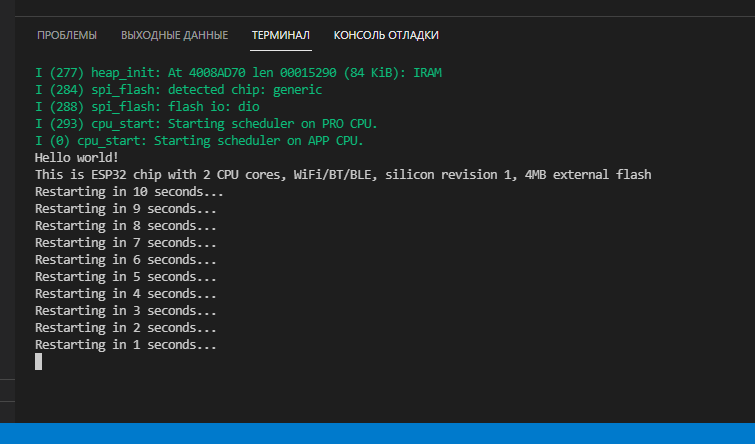 ПРОБЛЕМЫ ВЫХОДНЫЕ ДАННЫЕ ТЕРМИНАЛ КОНСОЛЬ ОТЛАДКИ
I (277) heap_init: At 4008AD70 len 00015290 (84 KiB): IRAM
I (284) spi_flash: detected chip: generic
I (288) spi_flash: flash io: dio
I (293) cpu_start: Starting scheduler on PRO CPU.
I (0) cpu_start: Starting scheduler on APP CPU.
Hello world!
This is ESP32 chip with 2 CPU cores, WiFi/BT/BLE, silicon revision 1, 4MB external flash
Restarting in 10 seconds...
Restarting in 9 seconds...
Restarting in 8 seconds...
Restarting in 7 seconds...
Restarting in 6 seconds...
Restarting in 5 seconds...
Restarting in 4 seconds...
Restarting in 3 seconds...
Restarting in 2 seconds...
Restarting in 1 seconds...